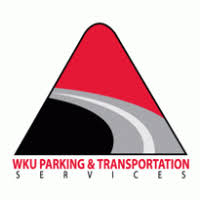 WKU PARKING & TRANSPORTATION
SERVICES